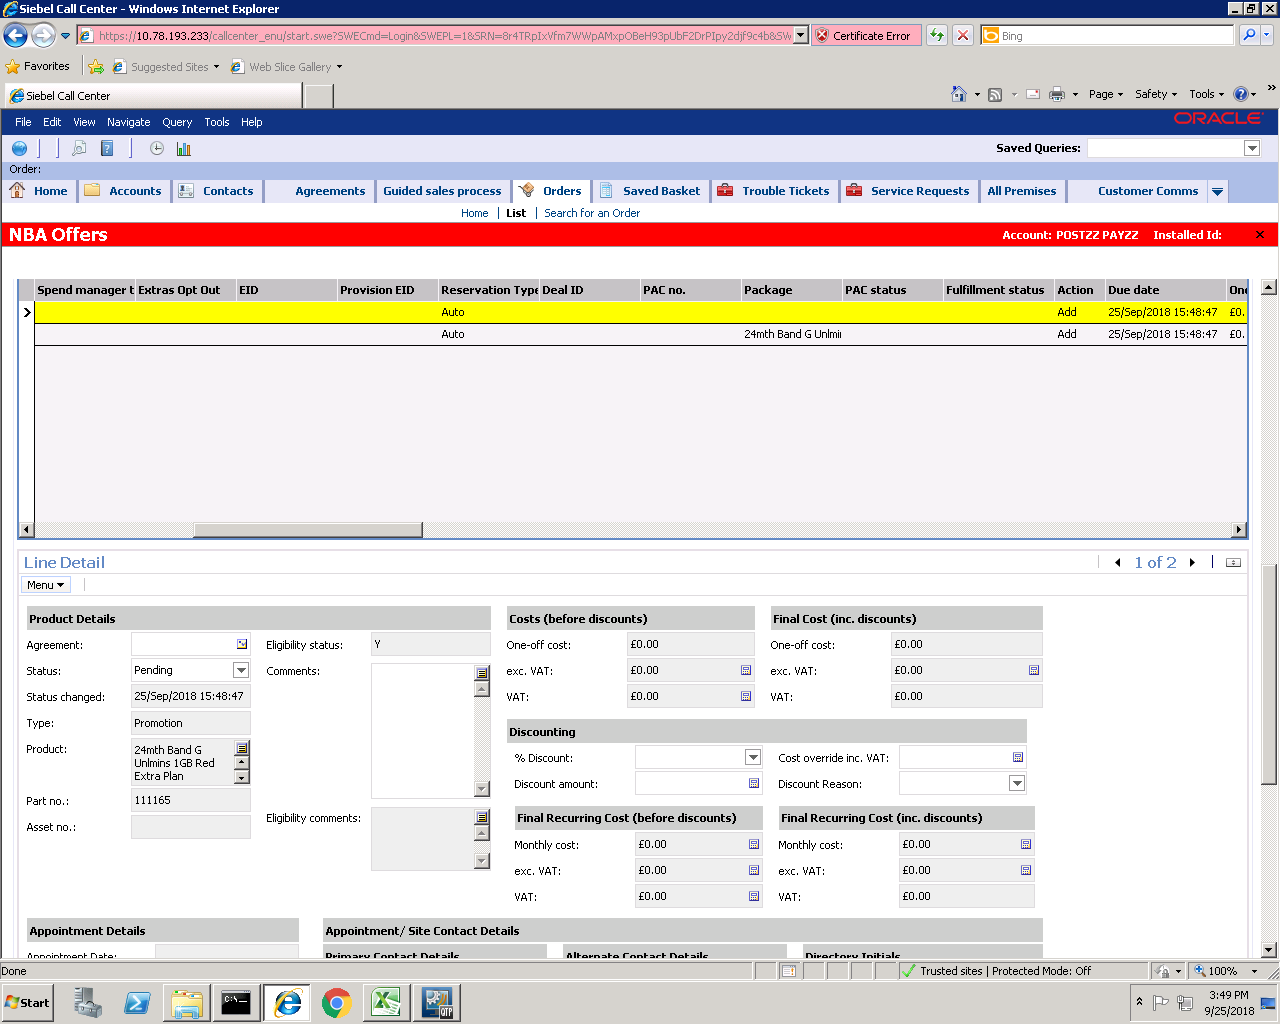 Siebel Call Center - Windows Internet Explorer
https://10.78.193.233/callcenter_enu/start.swe?SWECmd=Login&SWEPL=1&SRN=
Certificate Error
Bing
Favorites
Suggested Sites
Web Slice Gallery
Siebel Call Center
Page
Safety
Tools
File Edit View Navigate Query Tools Help
ORACLE
Saved Queries:
Order:
Home
Accounts
Contacts
Agreements
Guided sales process
Orders
Saved Basket
Trouble Tickets
Service Requests
All Premises
Customer Comms
Home | List | Search for an Order
NBA Offers
Account: POSTZZ PAYZZ Installed Id:
Spend manager t Extras Opt Out EID Provision EID Reservation Type Deal ID PAC no. Package PAC status Fulfillment status Action Due date One
Auto Add 25/Sep/2018 15:48:47 £0.
Auto 24mth Band G Unlmin Add 25/Sep/2018 15:48:47 £0.
Line Detail
1 of 2
Menu
Product Details
Agreement:
Status: Pending
Status changed: 25/Sep/2018 15:48:47
Type: Promotion
Product: 24mth Band G
Unlmins 1GB Red
Extra Plan
Part no.: 111165
Asset no.:
Eligibility status: Y
Comments:
Eligibility comments:
Costs (before discounts)
One-off cost: £0.00
exc. VAT: £0.00
VAT: £0.00
Final Cost (inc. discounts)
One-off cost: £0.00
exc. VAT: £0.00
VAT: £0.00
Discounting
% Discount:
Discount amount:
Cost override inc. VAT:
Discount Reason:
Final Recurring Cost (before discounts)
Monthly cost: £0.00
exc. VAT: £0.00
VAT: £0.00
Final Recurring Cost (inc. discounts)
Monthly cost: £0.00
exc. VAT: £0.00
VAT: £0.00
Appointment Details
Appointment Date:
Appointment/ Site Contact Details
Primary Contact Details
Alternate Contact Details
Directory Initials
Done
Trusted sites | Protected Mode: Off
100%
Start
C:\
QTP
3:49 PM
9/25/2018